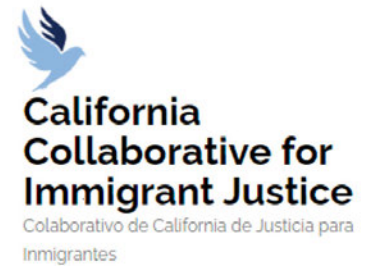 California
Collaborative for
Immigrant Justice
Colaborativo de California de Justicia para
Inmigrantes